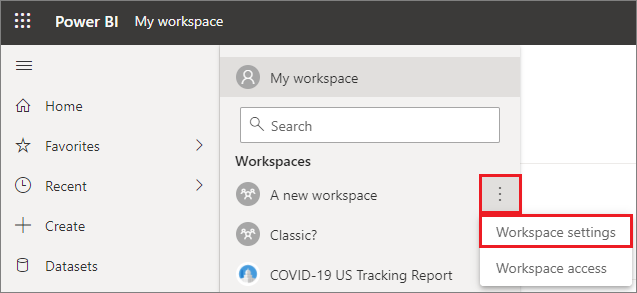 Power BI My workspace
My workspace
Search
Home
Favorites
Recent
Create
Datasets
Workspaces
A new workspace
Classic?
COVID-19 US Tracking Report
Workspace settings
Workspace access